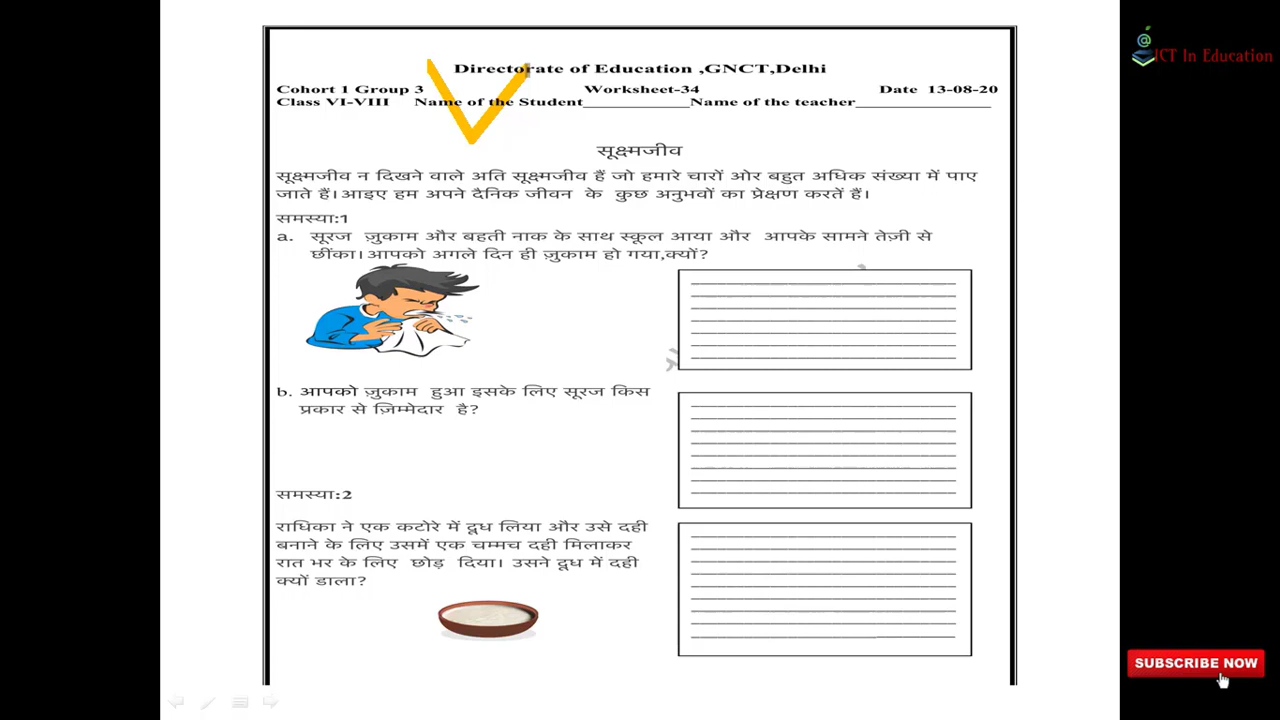 Directorate of Education ,GNCT,Delhi
Cohort 1 Group 3 Worksheet-34 Date 13-08-20
Class VI-VIII Name of the Student__________Name of the teacher_____________
सूक्ष्मजीव
सूक्ष्मजीव न दिखने वाले अति सूक्ष्मजीव हैं जो हमारे चारों ओर बहुत अधिक संख्या में पाए
जाते हैं। आइए हम अपने दैनिक जीवन के कुछ अनुभवों का प्रेक्षण करतें हैं।
समस्या:1
a. सूरज ज़ुकाम और बहती नाक के साथ स्कूल आया और आपके सामने तेज़ी से
छींका। आपको अगले दिन ही ज़ुकाम हो गया,क्यों?
b. आपको ज़ुकाम हुआ इसके लिए सूरज किस
प्रकार से ज़िम्मेदार है?
समस्या:2
राधिका ने एक कटोरे में दूध लिया और उसे दही
बनाने के लिए उसमें एक चम्मच दही मिलाकर
रात भर के लिए छोड़ दिया। उसने दूध में दही
क्यों डाला?
@
ICT In Education
SUBSCRIBE NOW